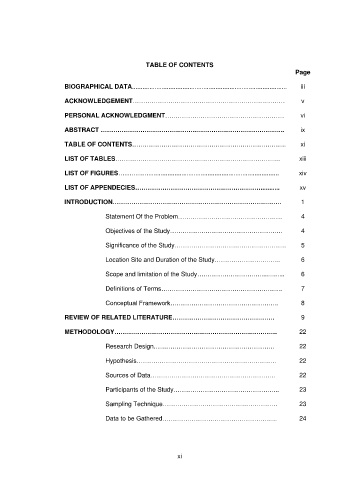 TABLE OF CONTENTS
Page
BIOGRAPHICAL DATA........................................................................... iii
ACKNOWLEDGEMENT........................................................................... v
PERSONAL ACKNOWLEDGMENT........................................................... vi
ABSTRACT ........................................................................................... ix
TABLE OF CONTENTS........................................................................... xi
LIST OF TABLES.................................................................................. xiii
LIST OF FIGURES................................................................................ xiv
LIST OF APPENDECIES....................................................................... xv
INTRODUCTION................................................................................... 1
Statement Of the Problem................................................... 4
Objectives of the Study....................................................... 4
Significance of the Study..................................................... 5
Location Site and Duration of the Study................................ 6
Scope and limitation of the Study.......................................... 6
Definitions of Terms............................................................ 7
Conceptual Framework....................................................... 8
REVIEW OF RELATED LITERATURE.................................................. 9
METHODOLOGY................................................................................ 22
Research Design............................................................... 22
Hypothesis........................................................................ 22
Sources of Data................................................................ 22
Participants of the Study.................................................... 23
Sampling Technique.......................................................... 23
Data to be Gathered.......................................................... 24
xi